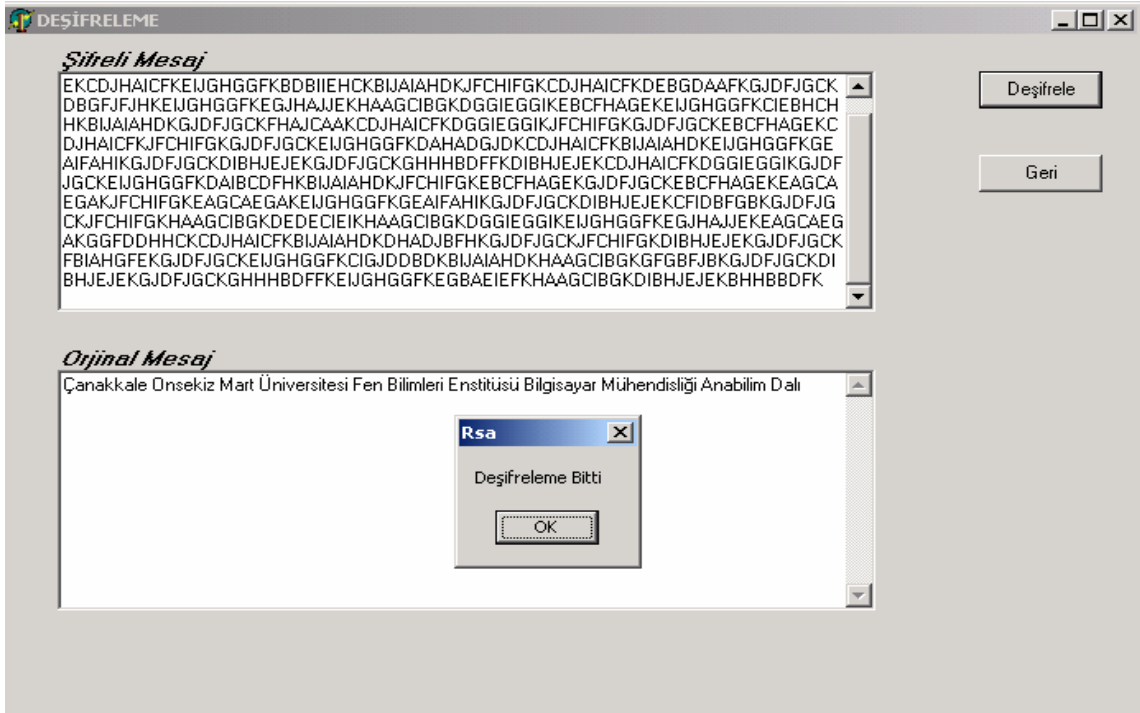 DEŞİFRELEME
Şifreli Mesaj
EKCDJHAICFKEIJGHGGFKBDBIIEHCKBIJAIAHDKJFCHIFGKCDJHAICFKDEBGDAAFKGJDFJGCK
DBGFJFJHKEIJGHGGFKEGJHAJJEKHAAGCIBGKDGGIEGGIKEBCFHAGEKEIJGHGGFKCIEBHCH
HKBIJAIAHDKGJDFJGCKFHAJCAAKCDJHAICFKDGGIEGGIKJFCHIFGKGJDFJGCKEBCFHAGEKC
DJHAICFKJFCHIFGKGJDFJGCKEIJGHGGFKDAHADGJDKCDJHAICFKBIJAIAHDKEIJGHGGFKGE
AIFAHIKGJDFJGCKDIBHJEJEKGJDFJGCKGHHHBDFFKDIBHJEJEKCDJHAICFKDGGIEGGIKGJDF
JGCKEIJGHGGFKDAIBCDFHKBIJAIAHDKJFCHIFGKEBCFHAGEKGJDFJGCKEBCFHAGEKEAGCA
EGAKJFCHIFGKEAGCAEGAKEIJGHGGFKGEAIFAHIKGJDFJGCKDIBHJEJEKCFIDBFGBKGJDFJG
CKJFCHIFGKHAAGCIBGKDEDECIEIKHAAGCIBGKDGGIEGGIKEIJGHGGFKEGJHAJJEKEAGCAEG
AKGGFDDHHCKCDJHAICFKBIJAIAHDKDHADJBFHKGJDFJGCKJFCHIFGKDIBHJEJEKGJDFJGCK
FBIAHGFEKGJDFJGCKEIJGHGGFKCIGJDDBDKBIJAIAHDKHAAGCIBGKGFGBFJBKGJDFJGCKDI
BHJEJEKGJDFJGCKGHHHBDFFKEIJGHGGFKEGBAEIEFKHAAGCIBGKDIBHJEJEKBHHBBDFK
Deşifrele
Geri
Orjinal Mesaj
Çanakkale Onsekiz Mart Üniversitesi Fen Bilimleri Enstitüsü Bilgisayar Mühendisliği Anabilim Dalı
Rsa
Deşifreleme Bitti
OK